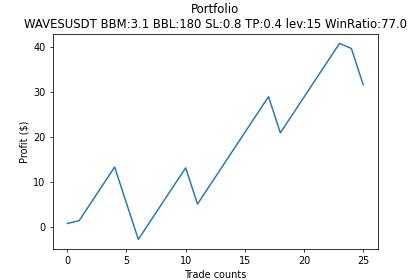 Portfolio
WAVESUSDT BBM:3.1 BBL:180 SL:0.8 TP:0.4 lev:15 WinRatio:77.0
40
30
20
10
0
Profit ($)
0 5 10 15 20 25
Trade counts